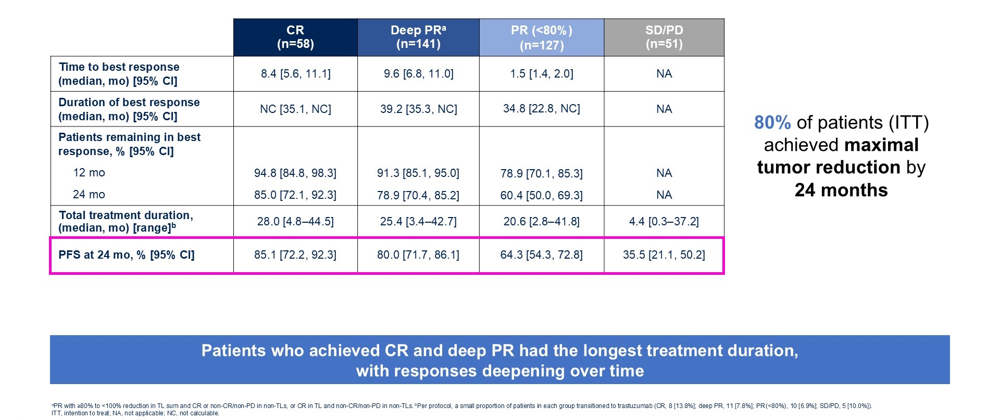 CR
(n=58)
Deep PRᵃ
(n=141)
PR (<80%)
(n=127)
SD/PD
(n=51)
Time to best response
(median, mo) [95% CI]
8.4 [5.6, 11.1]
9.6 [6.8, 11.0]
1.5 [1.4, 2.0]
NA
Duration of best response
(median, mo) [95% CI]
NC [35.1, NC]
39.2 [35.3, NC]
34.8 [22.8, NC]
NA
Patients remaining in best
response, % [95% CI]
12 mo
94.8 [84.8, 98.3]
91.3 [85.1, 95.0]
78.9 [70.1, 85.3]
NA
24 mo
85.0 [72.1, 92.3]
78.9 [70.4, 85.2]
60.4 [50.0, 69.3]
NA
Total treatment duration,
(median, mo) [range]ᵇ
28.0 [4.8–44.5]
25.4 [3.4–42.7]
20.6 [2.8–41.8]
4.4 [0.3–37.2]
PFS at 24 mo, % [95% CI]
85.1 [72.2, 92.3]
80.0 [71.7, 86.1]
64.3 [54.3, 72.8]
35.5 [21.1, 50.2]
80% of patients (ITT)
achieved maximal
tumor reduction by
24 months
Patients who achieved CR and deep PR had the longest treatment duration,
with responses deepening over time
ᵃPR with ≥80% to <100% reduction in TL sum and CR or non-CR/non-PD in non-TLs, or CR in TL and non-CR/non-PD in non-TLs. ᵇPer protocol, a small proportion of patients in each group transitioned to trastuzumab (CR, 8 [13.8%]; deep PR, 11 [7.8%]; PR (<80%), 10 [6.9%]; SD/PD, 5 [10.0%]).
ITT, intention to treat; NA, not applicable; NC, not calculable.